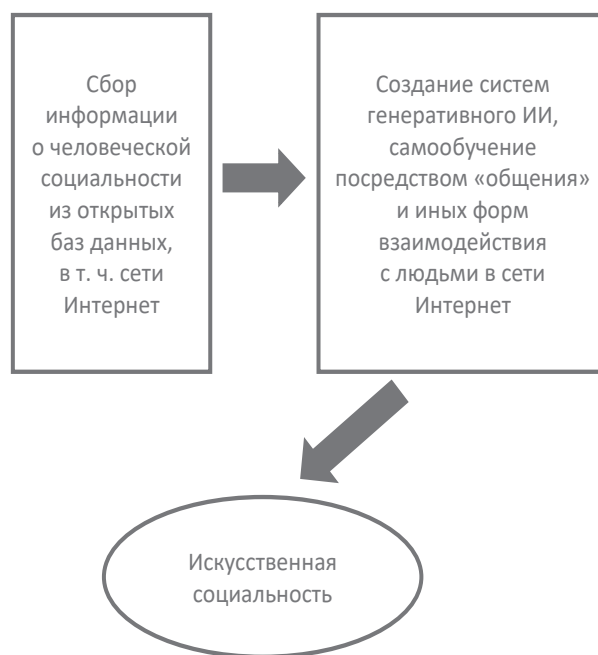 Сбор
информации
о человеческой
социальности
из открытых
баз данных,
в т. ч. сети
Интернет
Создание систем
генеративного ИИ,
самообучение
посредством «общения»
и иных форм
взаимодействия
с людьми в сети
Интернет
Искусственная
социальность